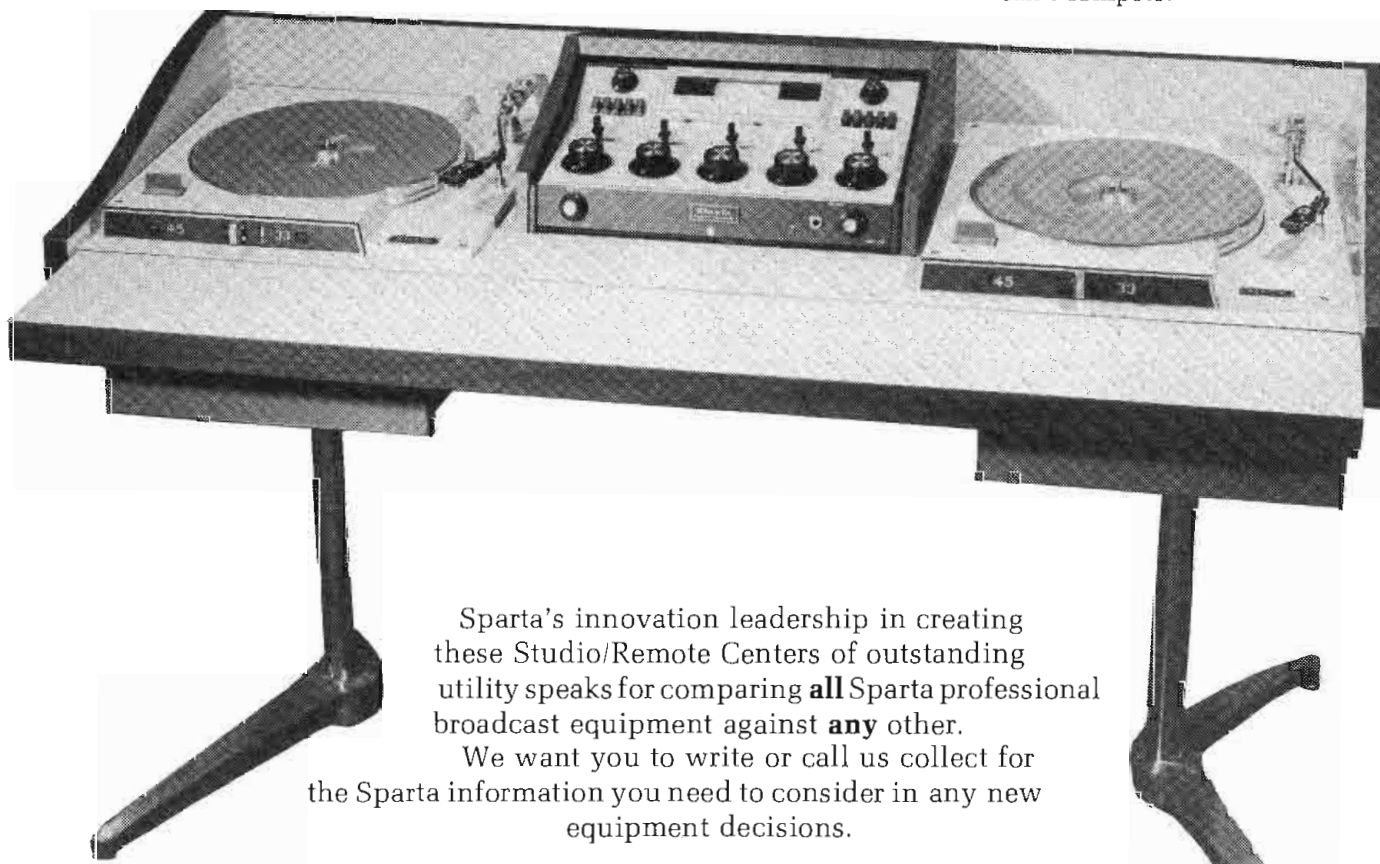 Sparta's innovation leadership in creating
these Studio/Remote Centers of outstanding
utility speaks for comparing all Sparta professional
broadcast equipment against any other.
We want you to write or call us collect for
the Sparta information you need to consider in any new
equipment decisions.
45
33
45
33